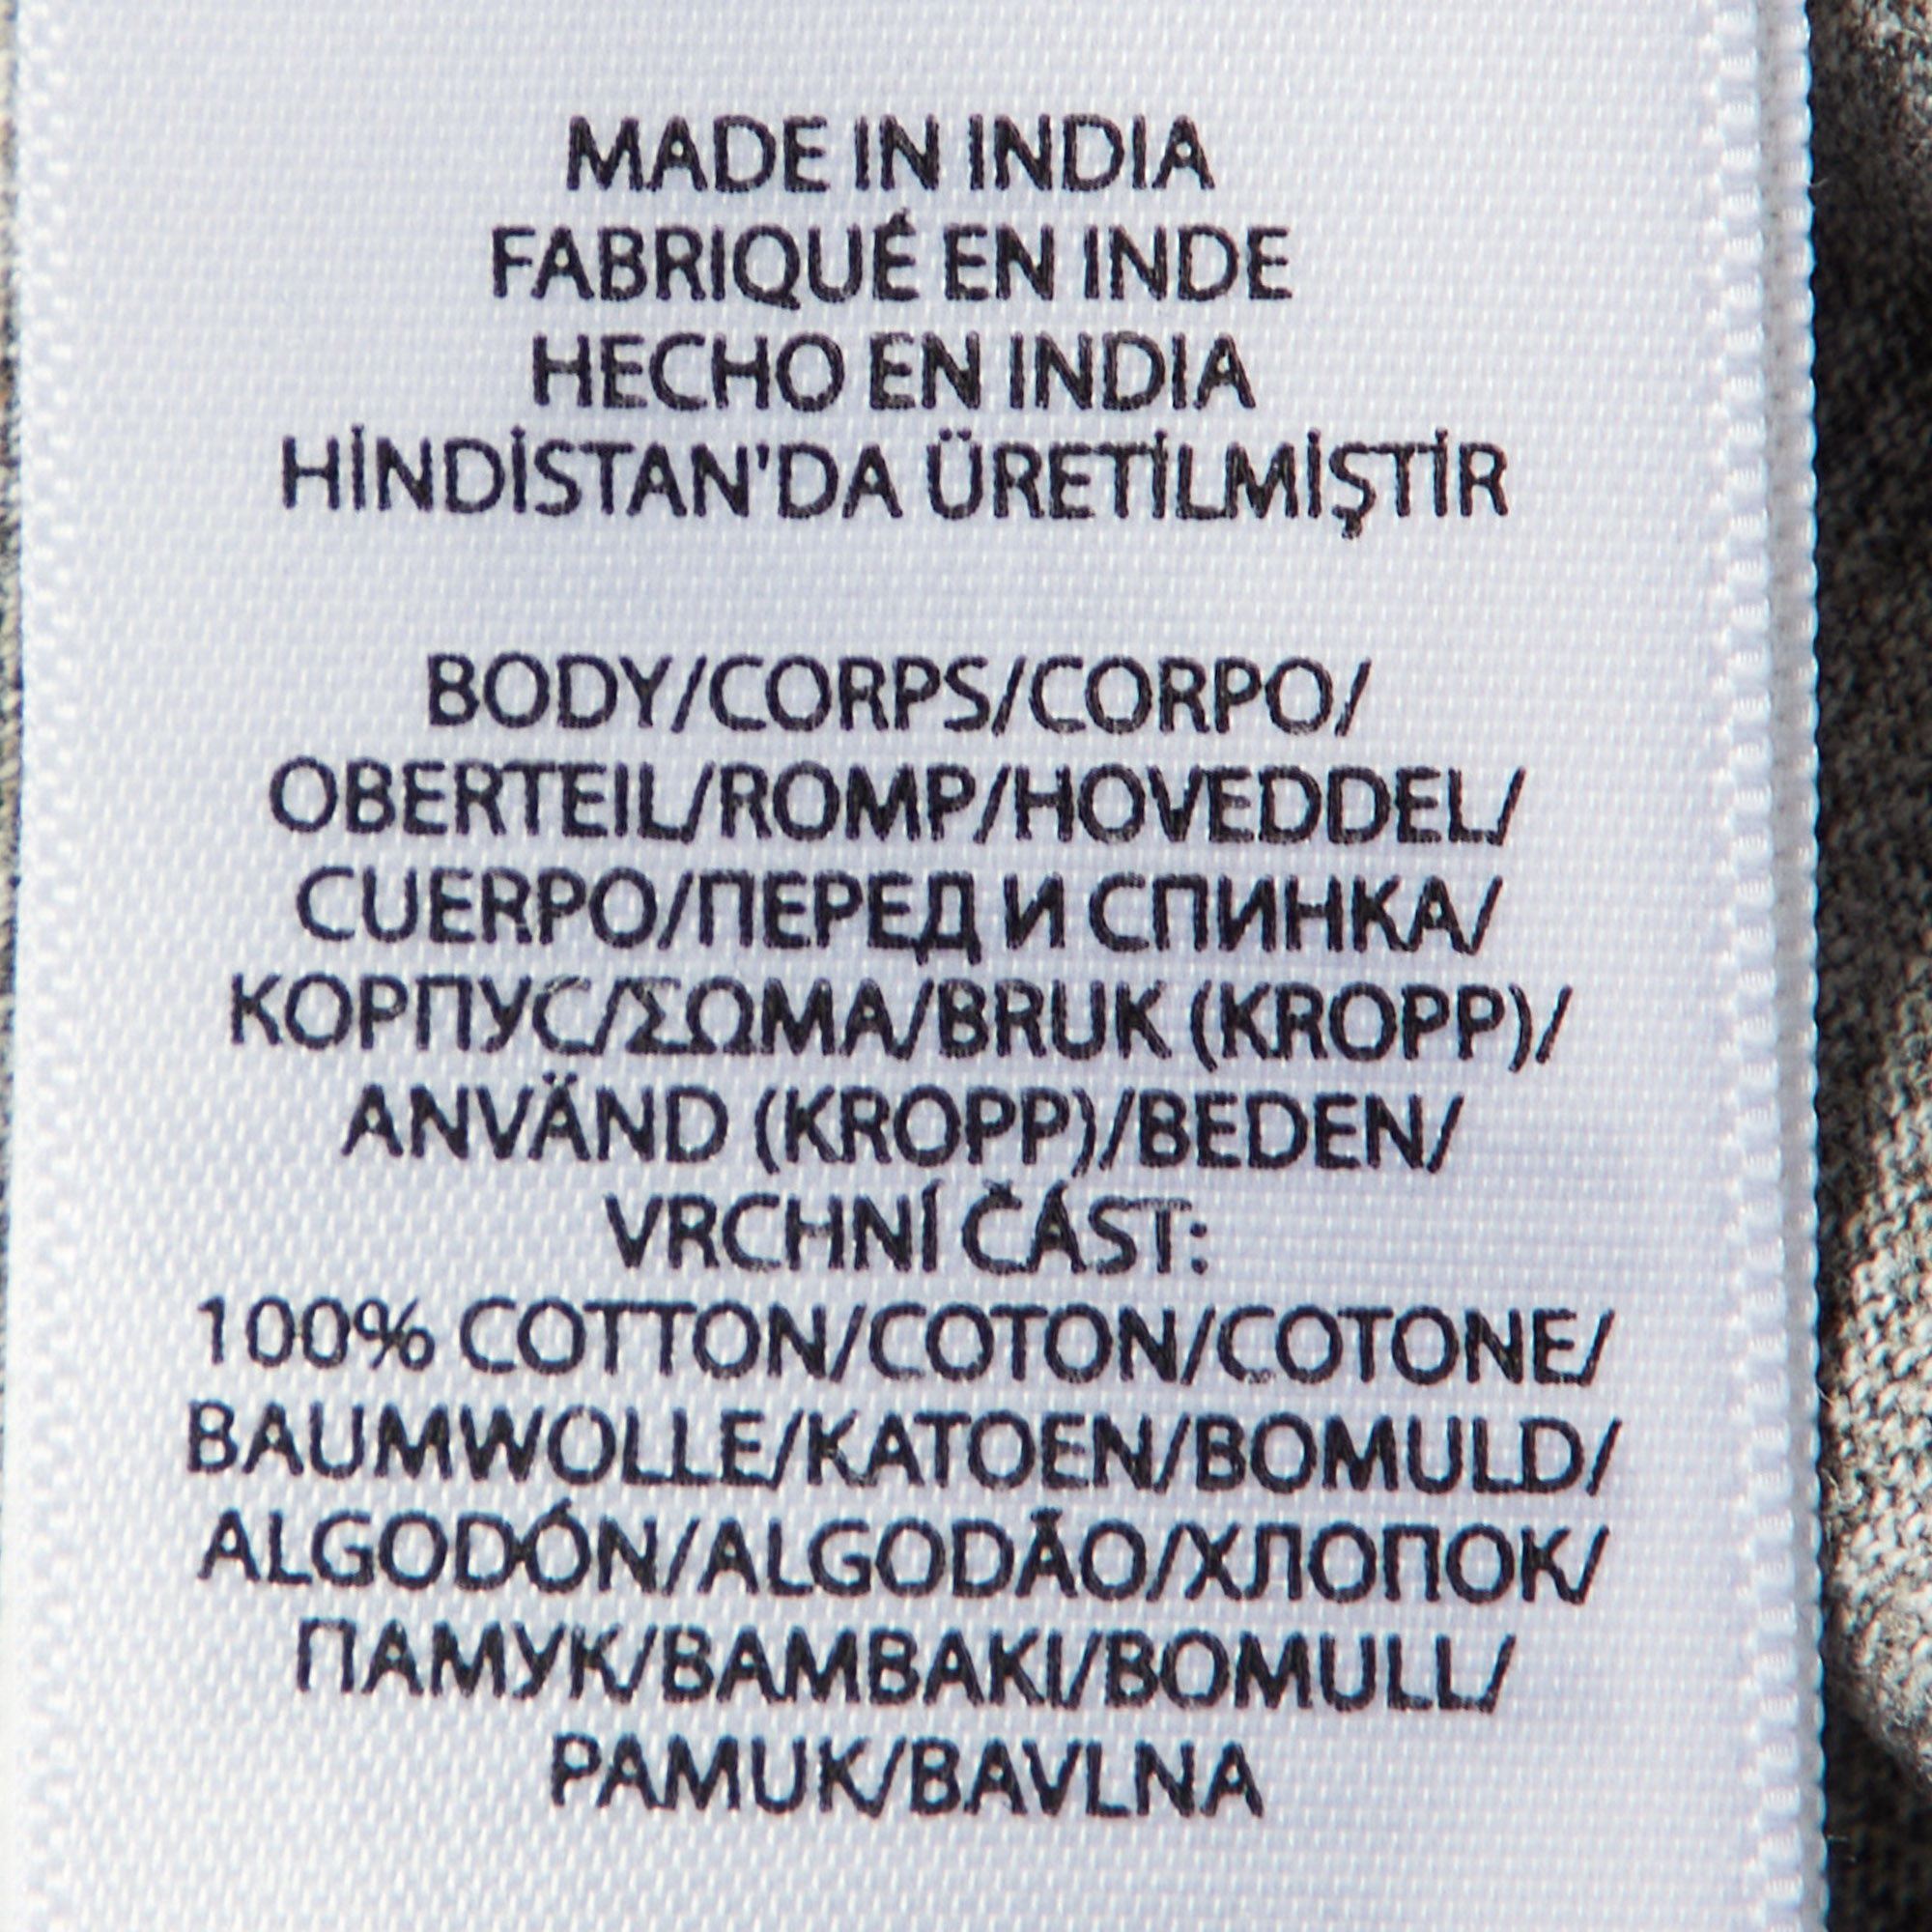 MADE IN INDIA
FABRIQUÉ EN INDE
HECHO EN INDIA
HİNDİSTAN'DA ÜRETİLMİŞTİR
BODY/CORPS/CORPO/
OBERTEIL/ROMP/HOVEDDEL/
CUERPO/ПЕРЕД И СПИНКА/
КОРПУС/ΣΩΜΑ/BRUK (KROPP)/
ANVÄND (KROPP)/BEDEN/
VRCHNÍ ČÁST:
100% COTTON/COTON/COTONE/
BAUMWOLLE/KATOEN/BOMULD/
ALGODÓN/ALGODÃO/ХЛОПОК/
ПАМУК/ΒΑΜΒΑΚΙ/BOMULL/
PAMUK/BAVLNA